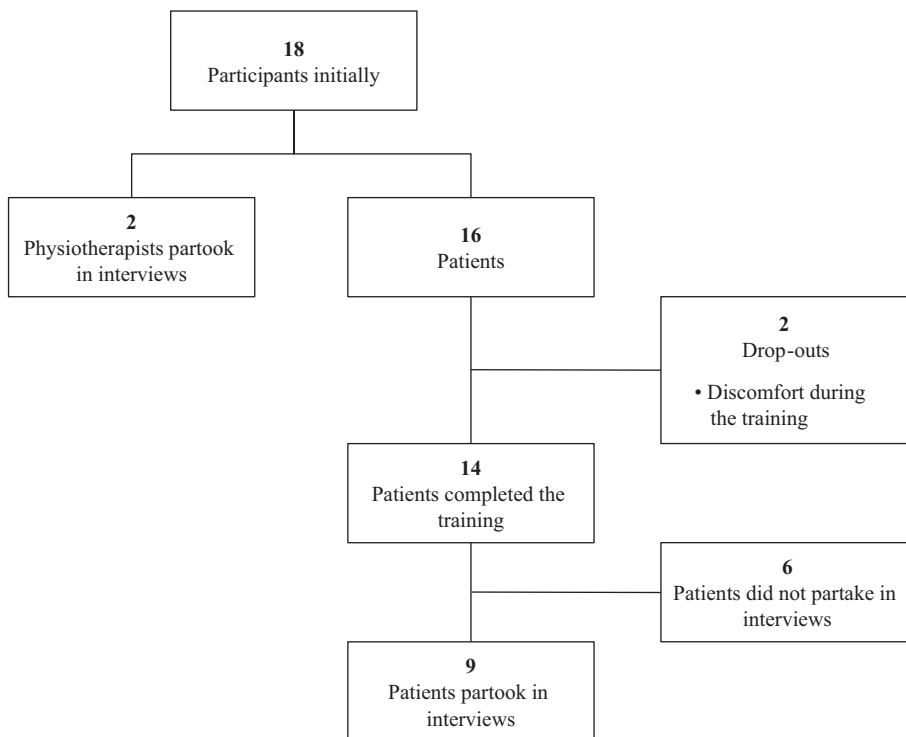 18
Participants initially
2
Physiotherapists partook
in interviews
16
Patients
2
Drop-outs
• Discomfort during
the training
14
Patients completed the
training
6
Patients did not partake in
interviews
9
Patients partook in
interviews